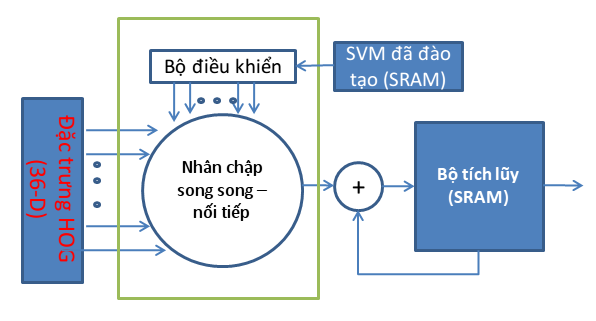 Bộ điều khiển
SVM đã đào
tạo (SRAM)
Đặc trưng HOG
(36-D)
Nhân chập
song song –
nối tiếp
+
Bộ tích lũy
(SRAM)